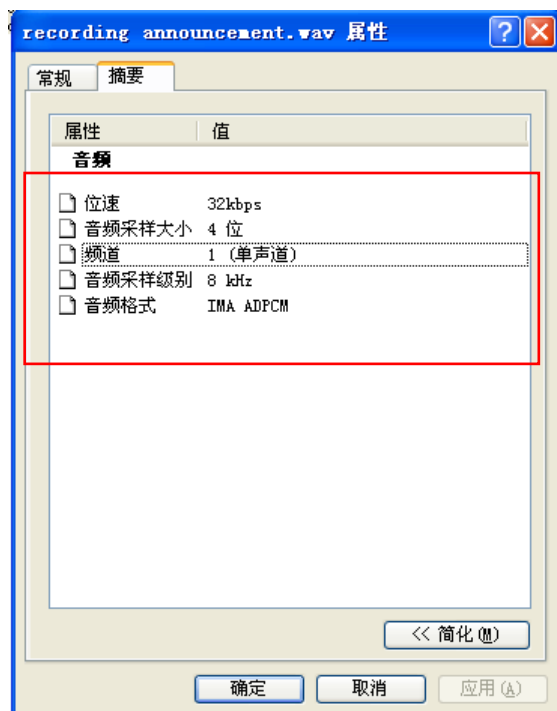 recording announcement.wav 属性
常规 摘要
属性 值
音频
位速 32kbps
音频采样大小 4 位
频道 1 (单声道)
音频采样级别 8 kHz
音频格式 IMA ADPCM
<< 简化(M)
确定 取消 应用(A)